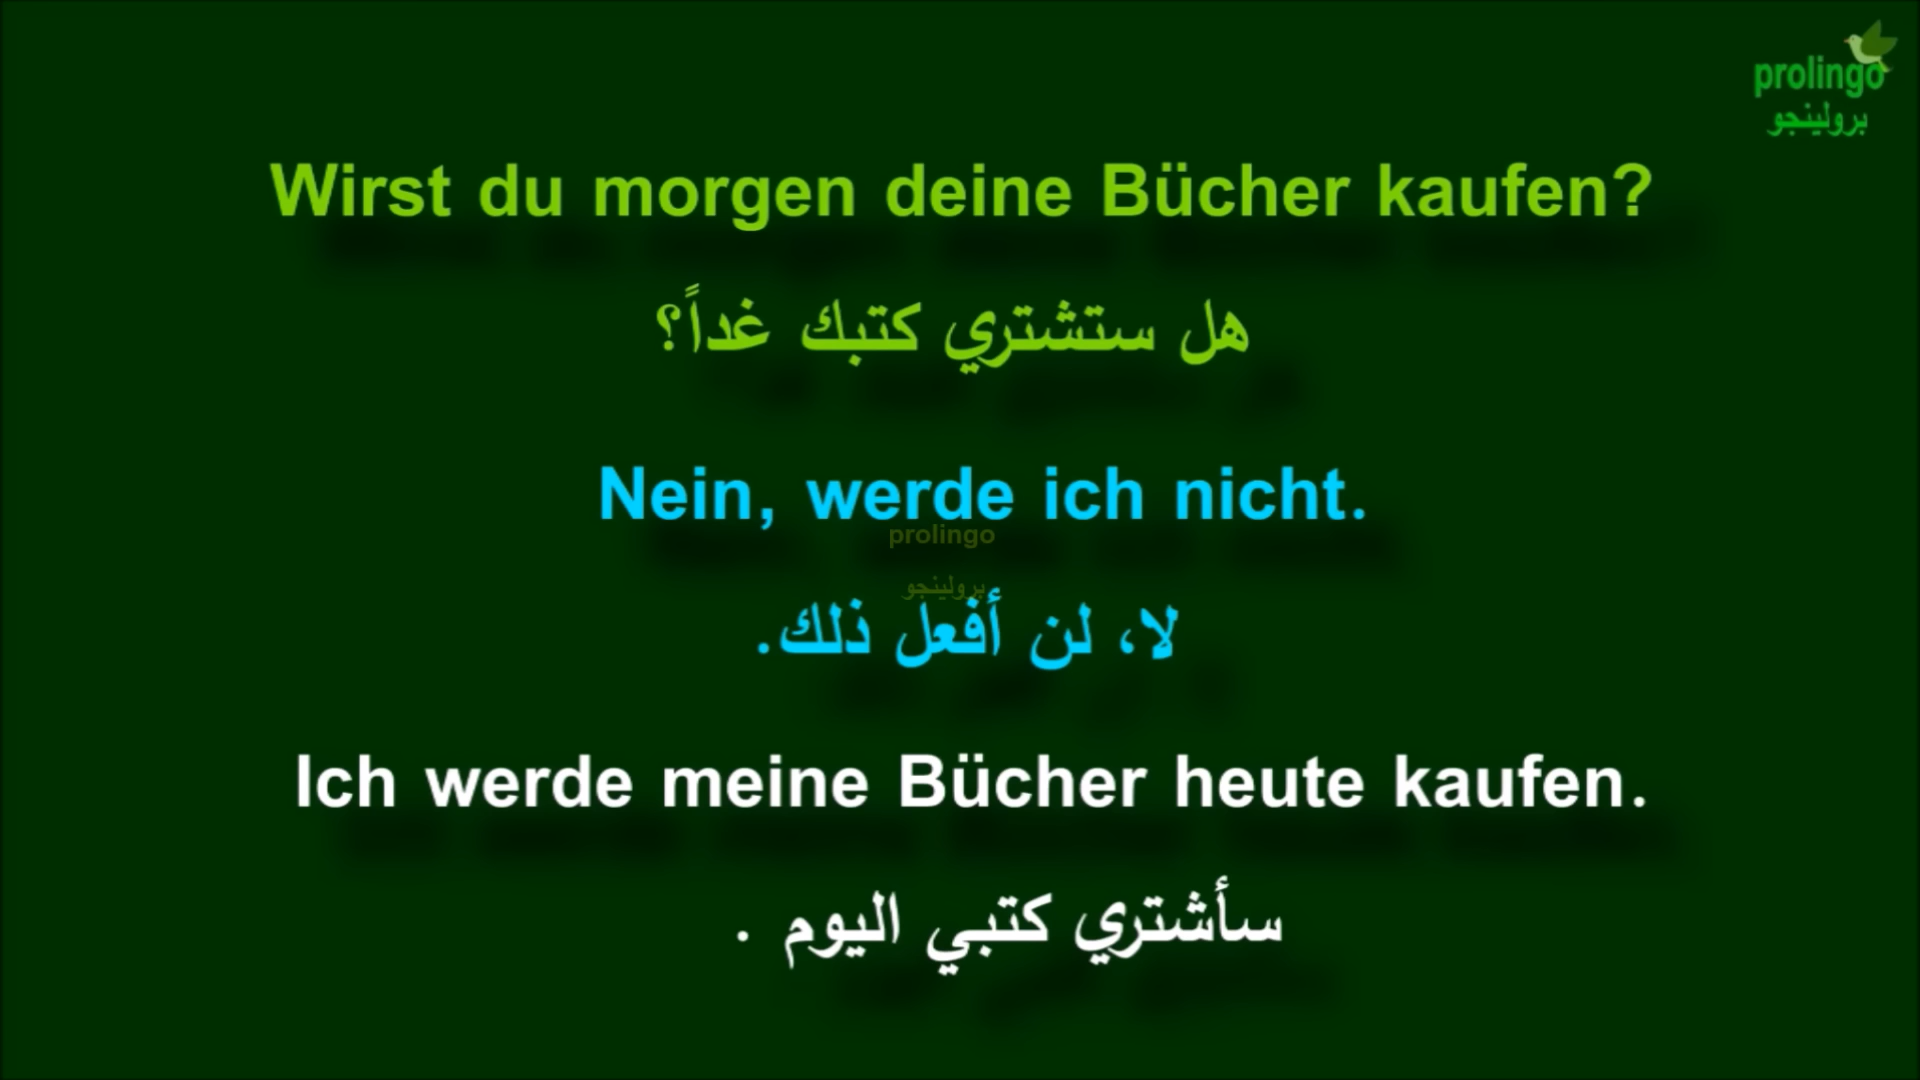 prolingo
برولينجو
Wirst du morgen deine Bücher kaufen?
هل ستشتري كتبك غداً؟
Nein, werde ich nicht.
prolingo
برولينجو
لا، لن أفعل ذلك.
Ich werde meine Bücher heute kaufen.
سأشتري كتبي اليوم .